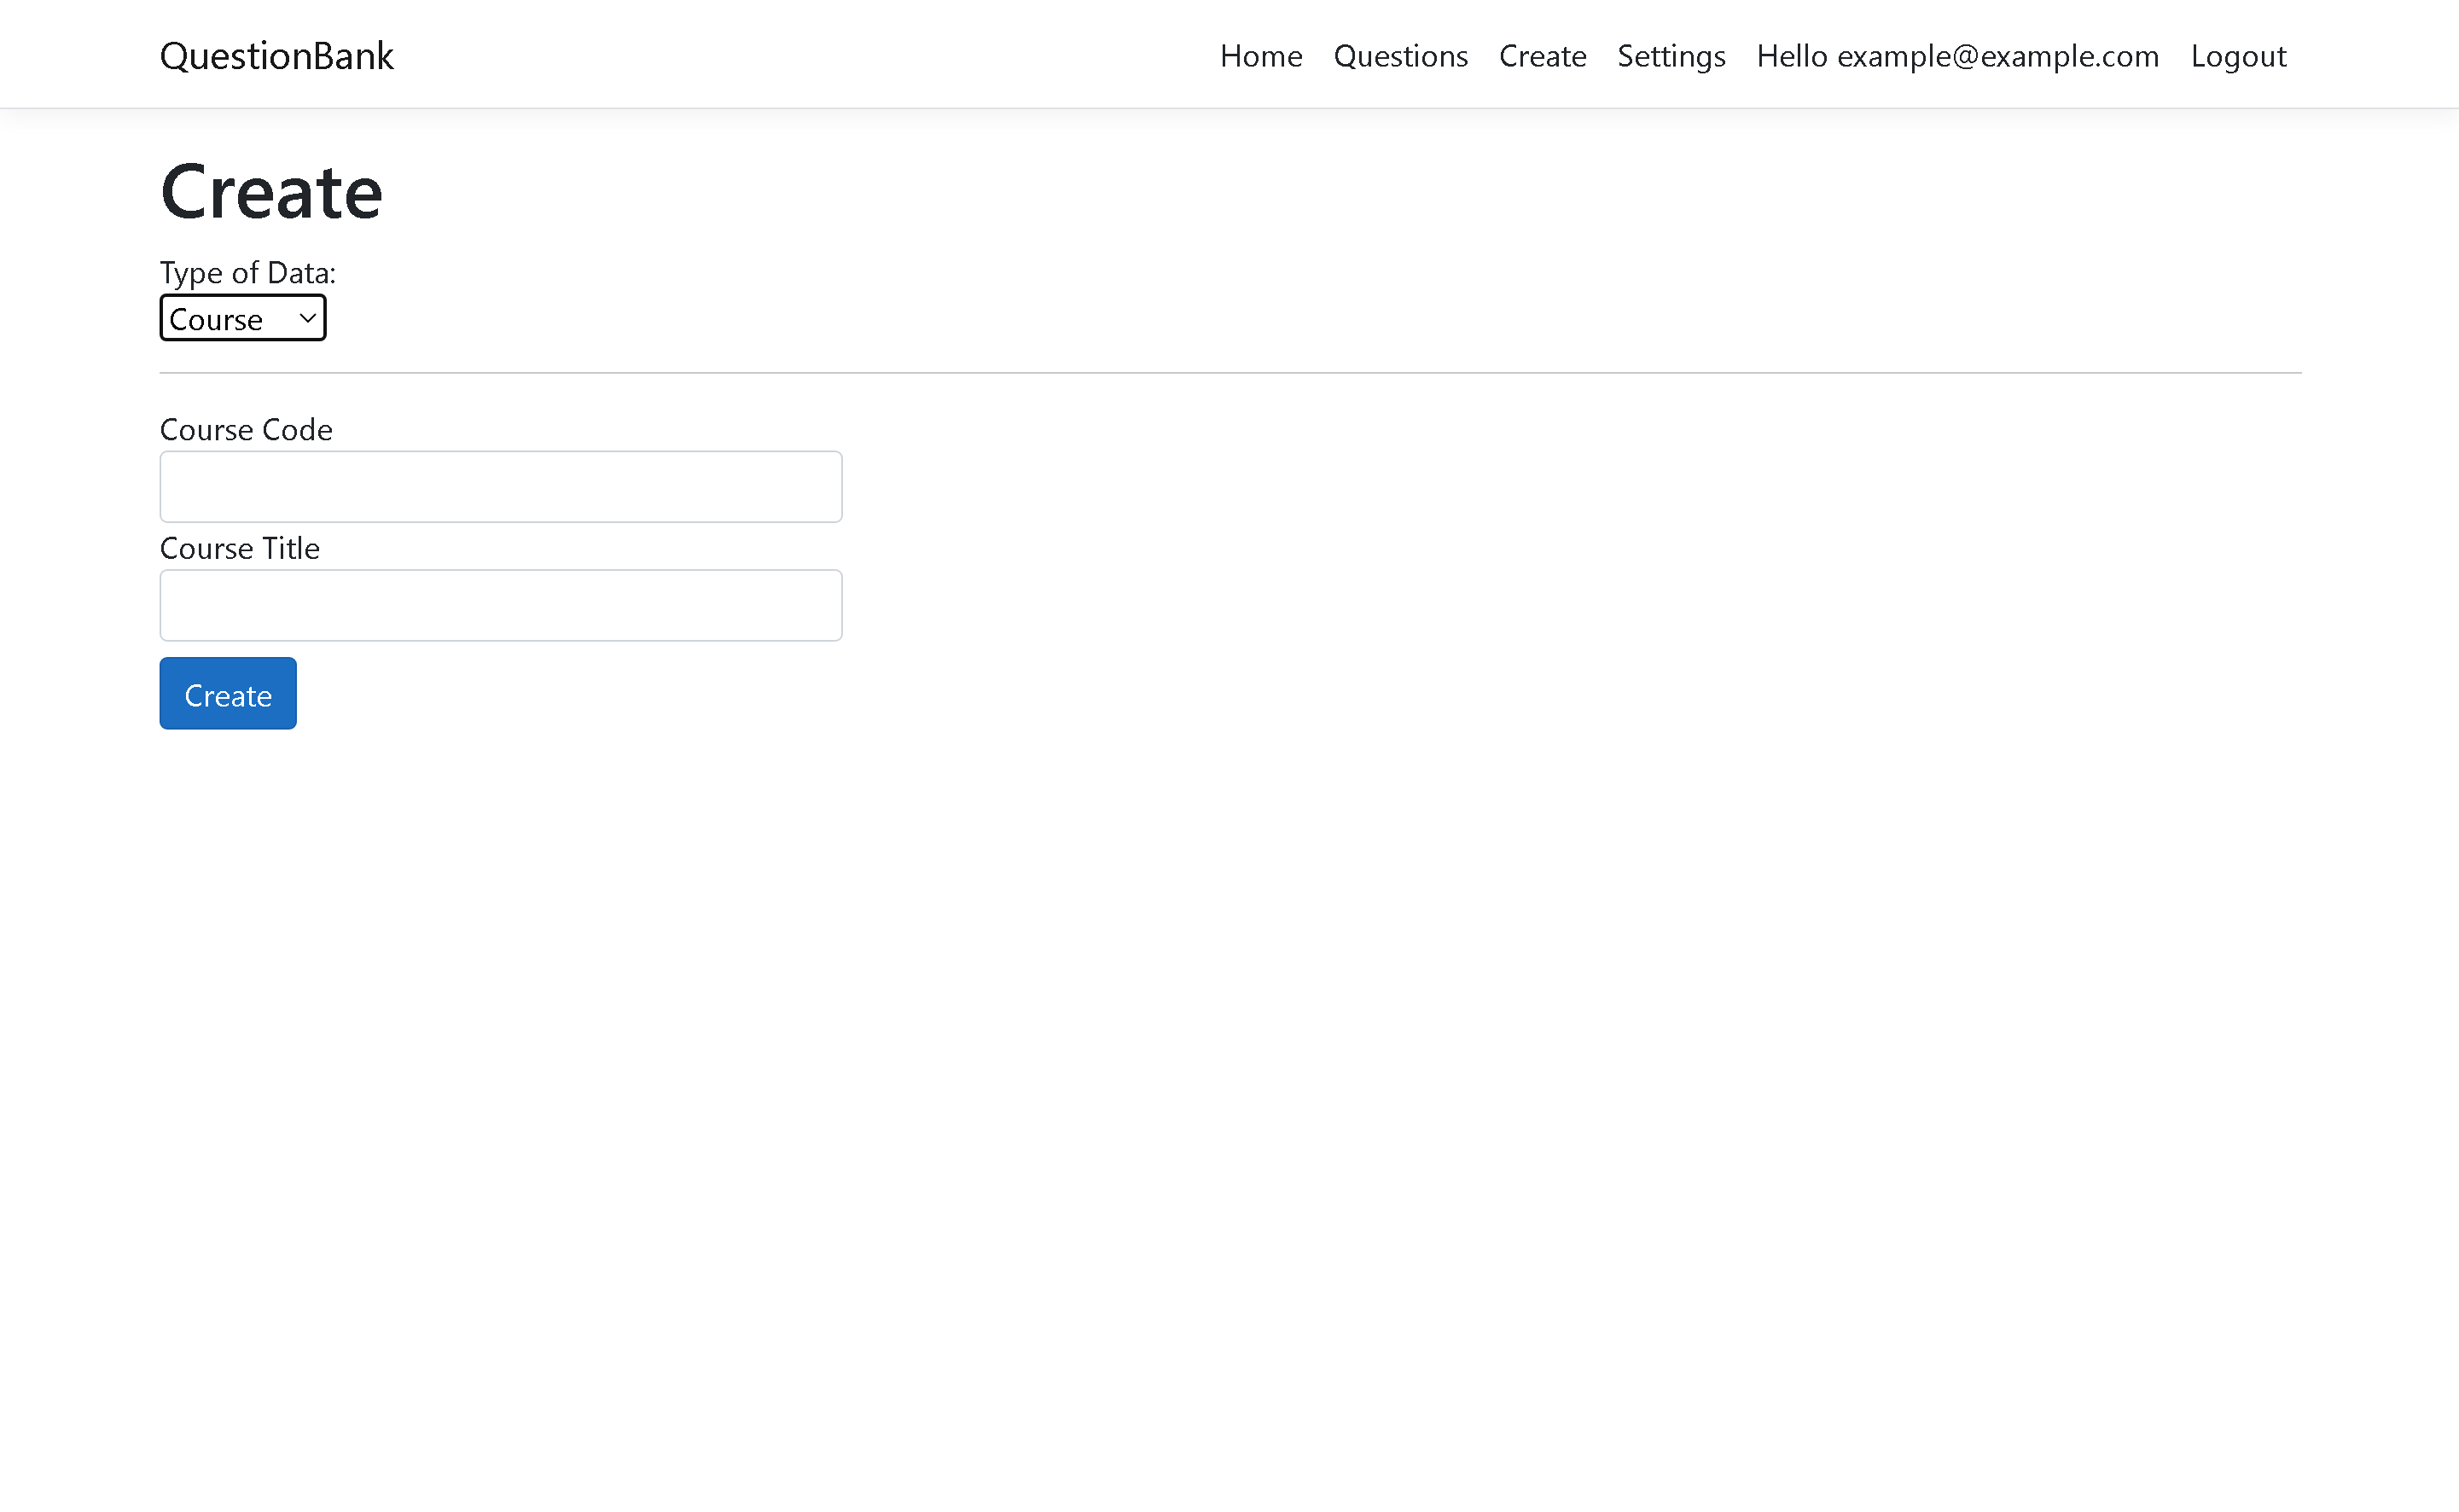 QuestionBank Home Questions Create Settings Hello example@example.com Logout
Create
Type of Data:
Course
Course Code
Course Title
Create